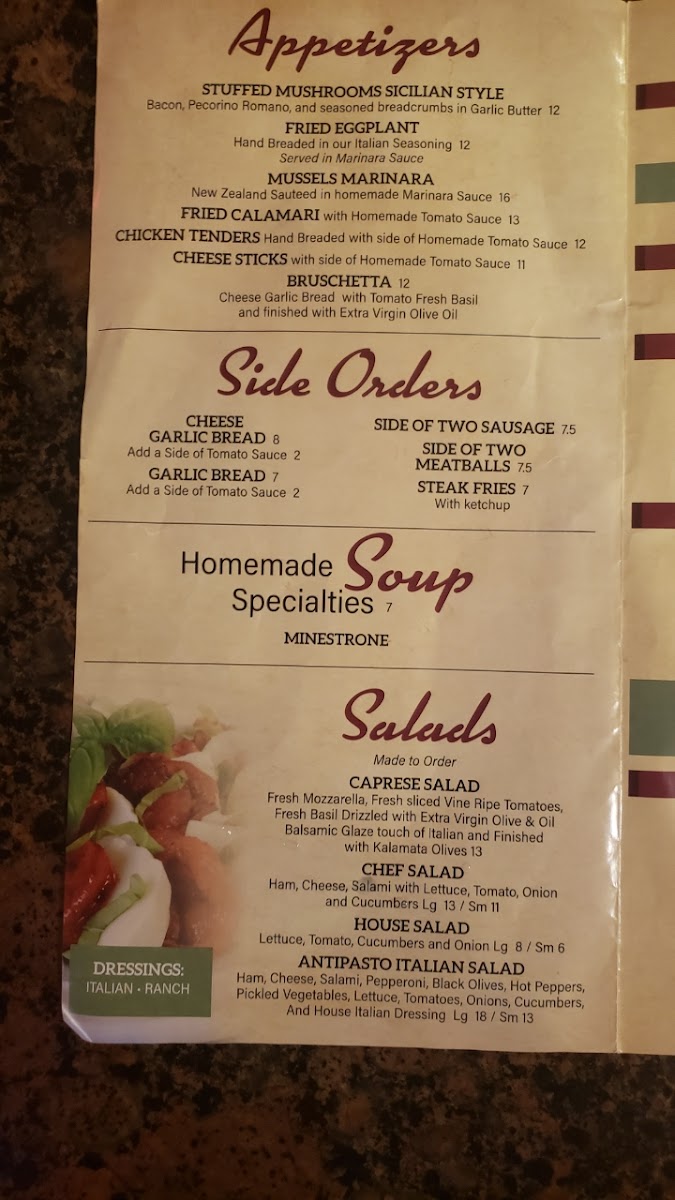 Appetizers
STUFFED MUSHROOMS SICILIAN STYLE
Bacon, Pecorino Romano, and seasoned breadcrumbs in Garlic Butter 12
FRIED EGGPLANT
Hand Breaded in our Italian Seasoning 12
Served in Marinara Sauce
MUSSELS MARINARA
New Zealand Sauteed in homemade Marinara Sauce 16
FRIED CALAMARI with Homemade Tomato Sauce 13
CHICKEN TENDERS Hand Breaded with side of Homemade Tomato Sauce 12
CHEESE STICKS with side of Homemade Tomato Sauce 11
BRUSCHETTA 12
Cheese Garlic Bread with Tomato Fresh Basil
and finished with Extra Virgin Olive Oil
Side Orders
CHEESE
GARLIC BREAD 8
Add a Side of Tomato Sauce 2
GARLIC BREAD 7
Add a Side of Tomato Sauce 2
SIDE OF TWO SAUSAGE 7.5
SIDE OF TWO
MEATBALLS 7.5
STEAK FRIES 7
With ketchup
Homemade Soup
Specialties 7
MINESTRONE
Salads
Made to Order
CAPRESE SALAD
Fresh Mozzarella, Fresh sliced Vine Ripe Tomatoes,
Fresh Basil Drizzled with Extra Virgin Olive & Oil
Balsamic Glaze touch of Italian and Finished
with Kalamata Olives 13
CHEF SALAD
Ham, Cheese, Salami with Lettuce, Tomato, Onion
and Cucumbers Lg 13 / Sm 11
HOUSE SALAD
Lettuce, Tomato, Cucumbers and Onion Lg 8 / Sm 6
ANTIPASTO ITALIAN SALAD
Ham, Cheese, Salami, Pepperoni, Black Olives, Hot Peppers,
Pickled Vegetables, Lettuce, Tomatoes, Onions, Cucumbers,
And House Italian Dressing Lg 18 / Sm 13
DRESSINGS:
ITALIAN • RANCH